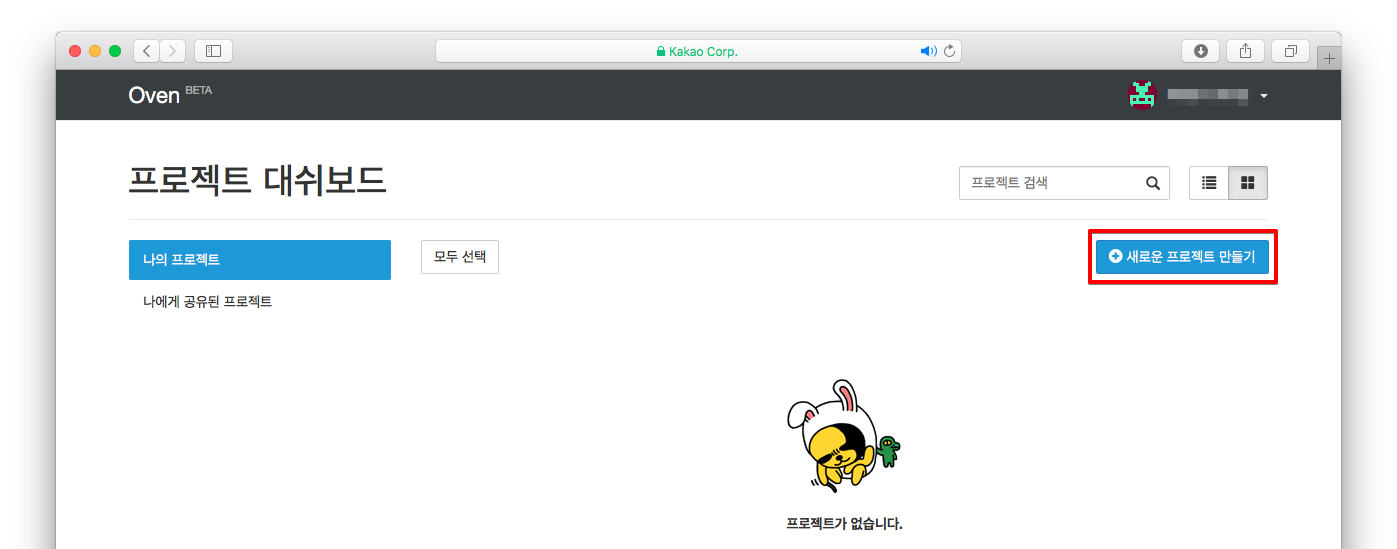 Kakao Corp.
Oven BETA
프로젝트 대쉬보드
프로젝트 검색
나의 프로젝트
모두 선택
새로운 프로젝트 만들기
나에게 공유된 프로젝트
프로젝트가 없습니다.